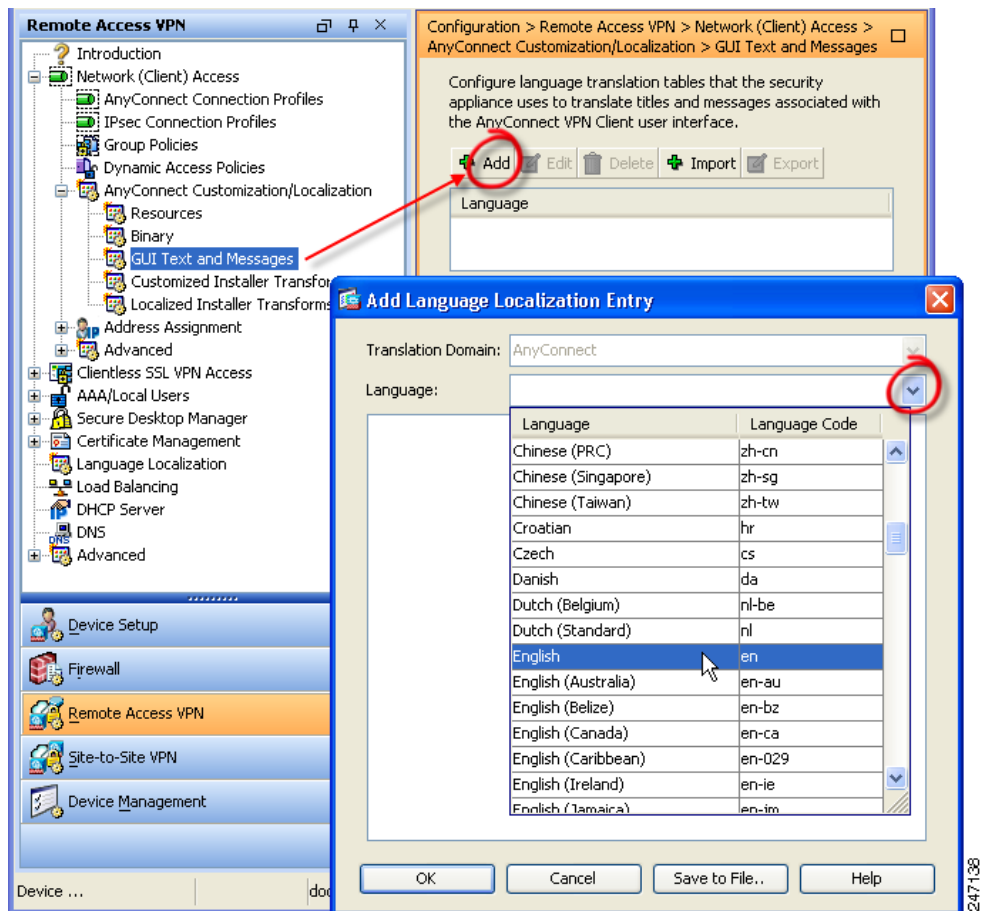 Remote Access VPN
Introduction
Network (Client) Access
AnyConnect Connection Profiles
IPsec Connection Profiles
Group Policies
Dynamic Access Policies
AnyConnect Customization/Localization
Resources
Binary
GUI Text and Messages
Customized Installer Transfo
Localized Installer Transforms
Address Assignment
Advanced
Clientless SSL VPN Access
AAA/Local Users
Secure Desktop Manager
Certificate Management
Language Localization
Load Balancing
DHCP Server
DNS
DNS
Advanced
Device Setup
Firewall
Remote Access VPN
Site-to-Site VPN
Device Management
Device ...
doc
Configuration > Remote Access VPN > Network (Client) Access >
AnyConnect Customization/Localization > GUI Text and Messages
Configure language translation tables that the security
appliance uses to translate titles and messages associated with
the AnyConnect VPN Client user interface.
Add Edit Delete Import Export
Language
Add Language Localization Entry
Translation Domain: AnyConnect
Language:
Language Language Code
Chinese (PRC) zh-cn
Chinese (Singapore) zh-sg
Chinese (Taiwan) zh-tw
Croatian hr
Czech cs
Danish da
Dutch (Belgium) nl-be
Dutch (Standard) nl
English en
English (Australia) en-au
English (Belize) en-bz
English (Canada) en-ca
English (Caribbean) en-029
English (Ireland) en-ie
English (Jamaica) en-jm
OK Cancel Save to File.. Help
247138